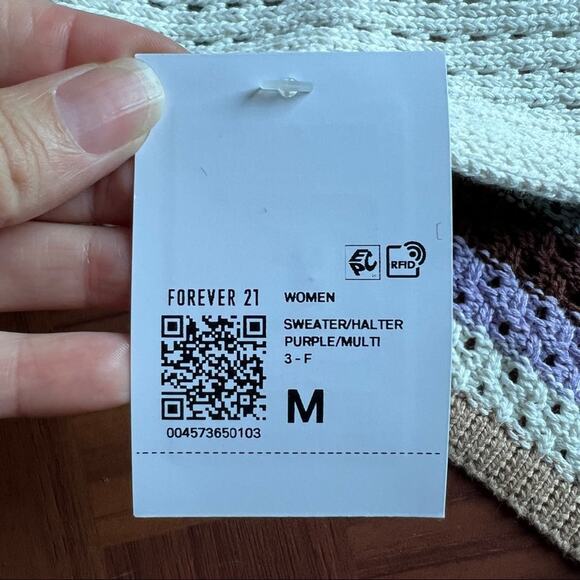 EPC
RFID
FOREVER 21
WOMEN
SWEATER/HALTER
PURPLE/MULTI
3 - F
M
004573650103